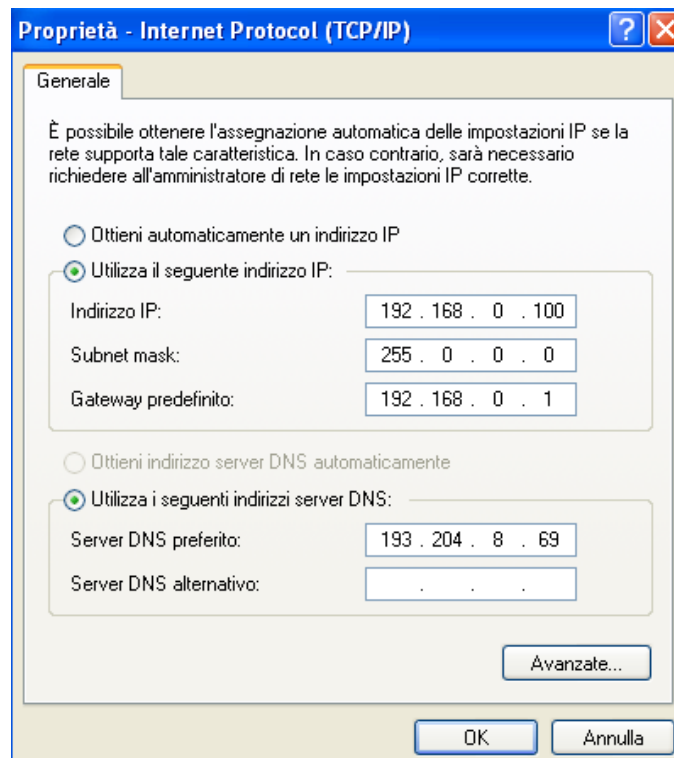 Proprietà - Internet Protocol (TCP/IP)
Generale
È possibile ottenere l'assegnazione automatica delle impostazioni IP se la
rete supporta tale caratteristica. In caso contrario, sarà necessario
richiedere all'amministratore di rete le impostazioni IP corrette.
Ottieni automaticamente un indirizzo IP
Utilizza il seguente indirizzo IP:
Indirizzo IP: 192 . 168 . 0 . 100
Subnet mask: 255 . 0 . 0 . 0
Gateway predefinito: 192 . 168 . 0 . 1
Ottieni indirizzo server DNS automaticamente
Utilizza i seguenti indirizzi server DNS:
Server DNS preferito: 193 . 204 . 8 . 69
Server DNS alternativo: . . .
Avanzate...
OK Annulla